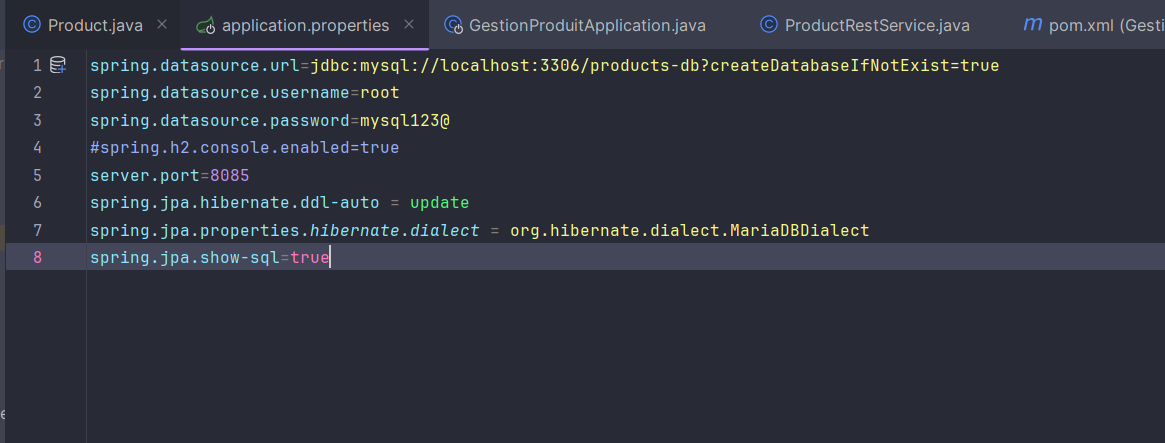 Product.java application.properties GestionProduitApplication.java ProductRestService.java pom.xml (Gesti
1 spring.datasource.url=jdbc:mysql://localhost:3306/products-db?createDatabaseIfNotExist=true
2 spring.datasource.username=root
3 spring.datasource.password=mysql123@
4 #spring.h2.console.enabled=true
5 server.port=8085
6 spring.jpa.hibernate.ddl-auto = update
7 spring.jpa.properties.hibernate.dialect = org.hibernate.dialect.MariaDBDialect
8 spring.jpa.show-sql=true